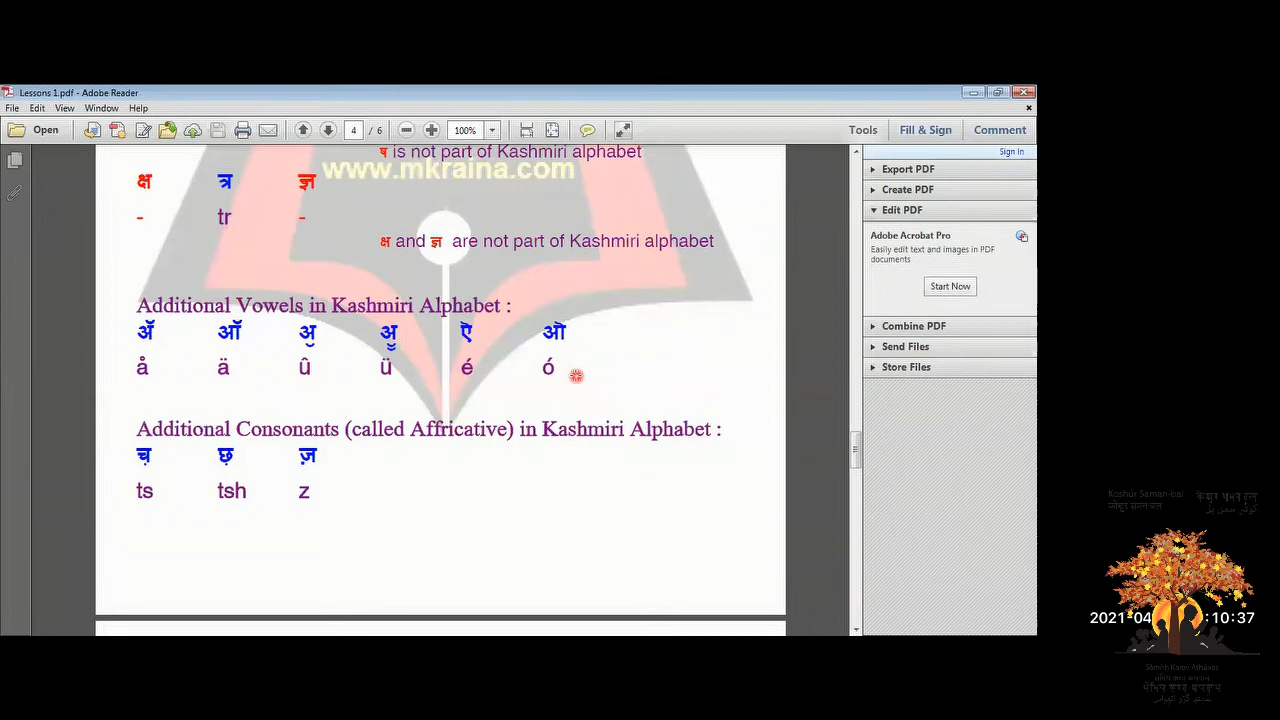 Lessons 1.pdf - Adobe Reader
File Edit View Window Help
Open 4 / 6 100% Tools Fill & Sign Comment
Sign In
Export PDF
Create PDF
Edit PDF
Adobe Acrobat Pro
Easily edit text and images in PDF
documents
Start Now
Combine PDF
Send Files
Store Files
ष is not part of Kashmiri alphabet
www.mkraina.com
क्ष त्र ज्ञ
- tr -
क्ष and ज्ञ are not part of Kashmiri alphabet
Additional Vowels in Kashmiri Alphabet :
ॲ ऑ अॖ अॗ ऎ ऒ
å ä û ü é ó
Additional Consonants (called Affricative) in Kashmiri Alphabet :
च़ छ़ ज़
ts tsh z
Koshur Saman-bal
कोशुर समन बल
2021-04 :10:37